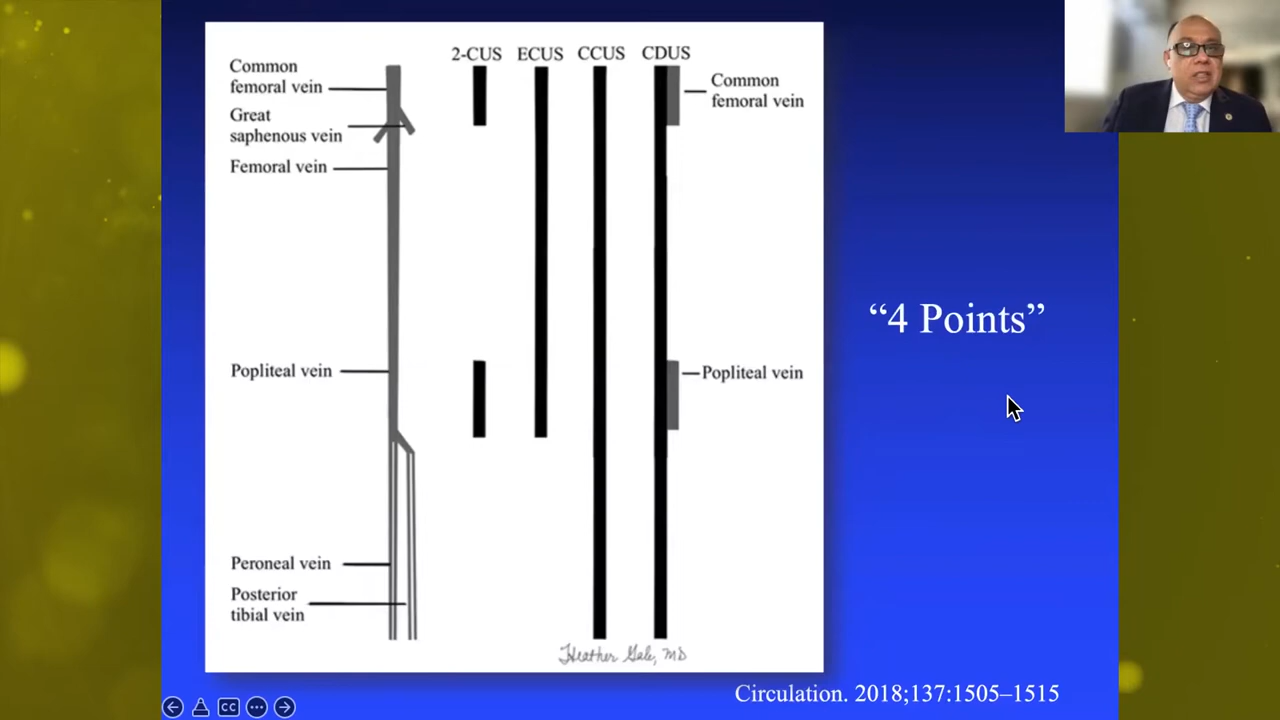 2-CUS ECUS CCUS CDUS
Common
femoral vein
Great
saphenous vein
Femoral vein
Popliteal vein
Peroneal vein
Posterior
tibial vein
Common
femoral vein
Popliteal vein
Heather Gale, MD
“4 Points”
Circulation. 2018;137:1505–1515
CC